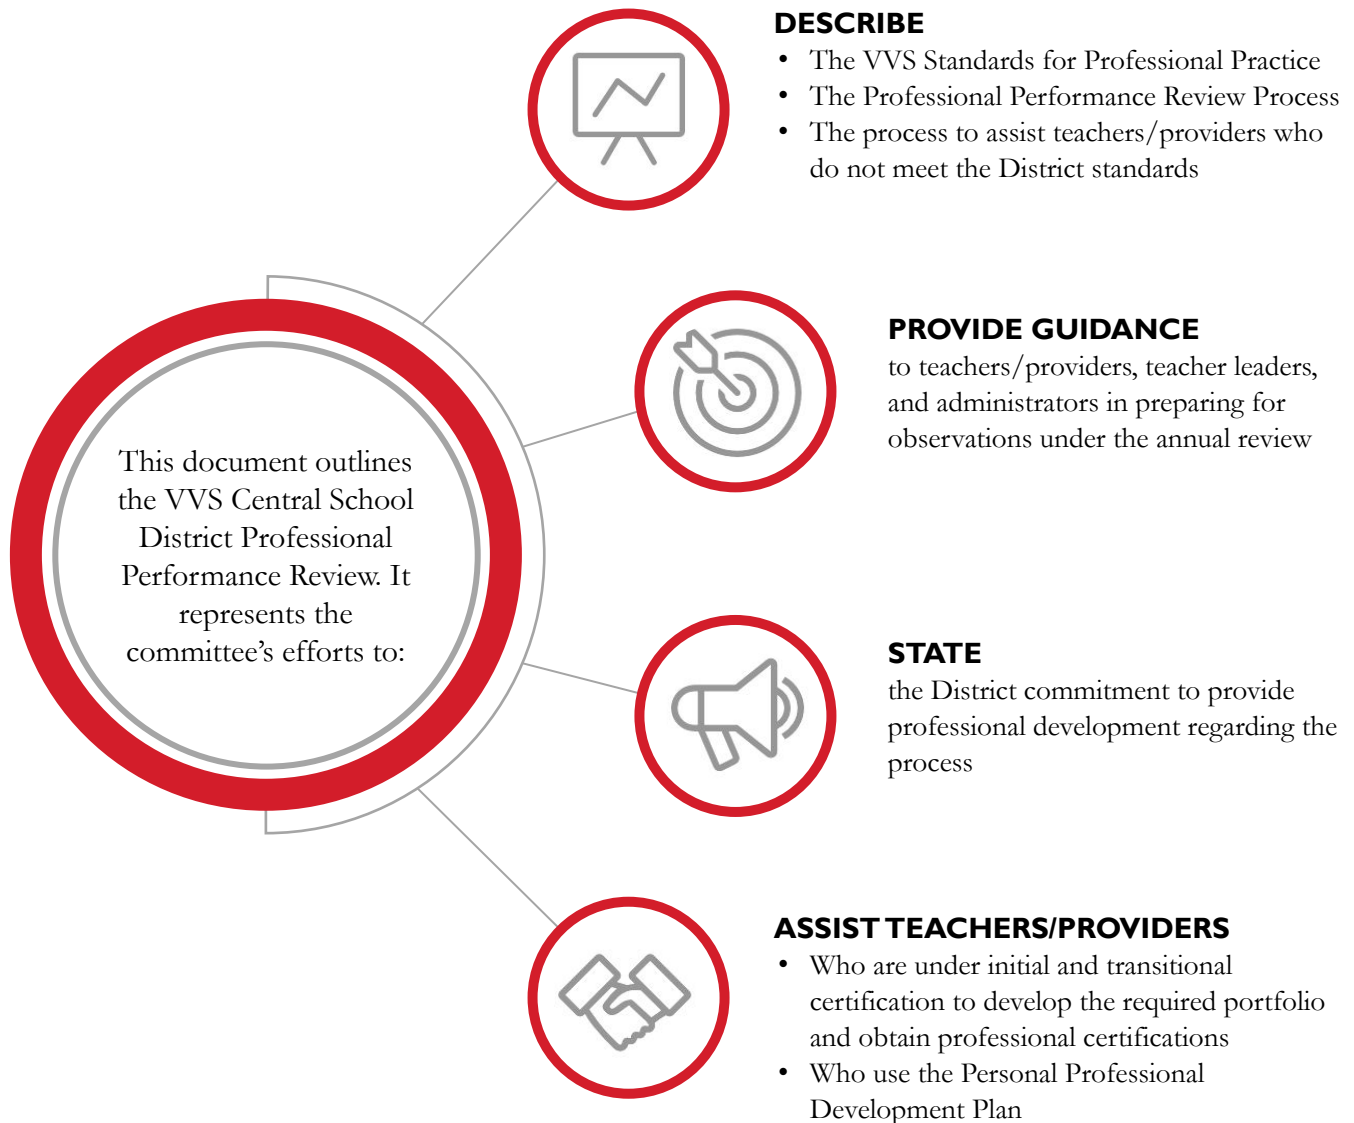 This document outlines
the VVS Central School
District Professional
Performance Review. It
represents the
committee’s efforts to:
DESCRIBE
• The VVS Standards for Professional Practice
• The Professional Performance Review Process
• The process to assist teachers/providers who
do not meet the District standards
PROVIDE GUIDANCE
to teachers/providers, teacher leaders,
and administrators in preparing for
observations under the annual review
STATE
the District commitment to provide
professional development regarding the
process
ASSIST TEACHERS/PROVIDERS
• Who are under initial and transitional
certification to develop the required portfolio
and obtain professional certifications
• Who use the Personal Professional
Development Plan